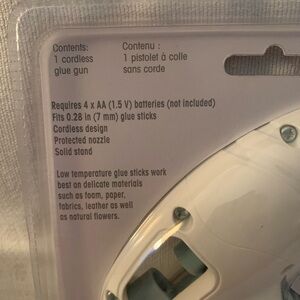 Contents:
1 cordless
glue gun
Contenu :
1 pistolet à colle
sans corde
Requires 4 x AA (1.5 V) batteries (not included)
Fits 0.28 in (7 mm) glue sticks
Cordless design
Protected nozzle
Solid stand
Low temperature glue sticks work
best on delicate materials
such as foam, paper,
fabrics, leather as well
as natural flowers.